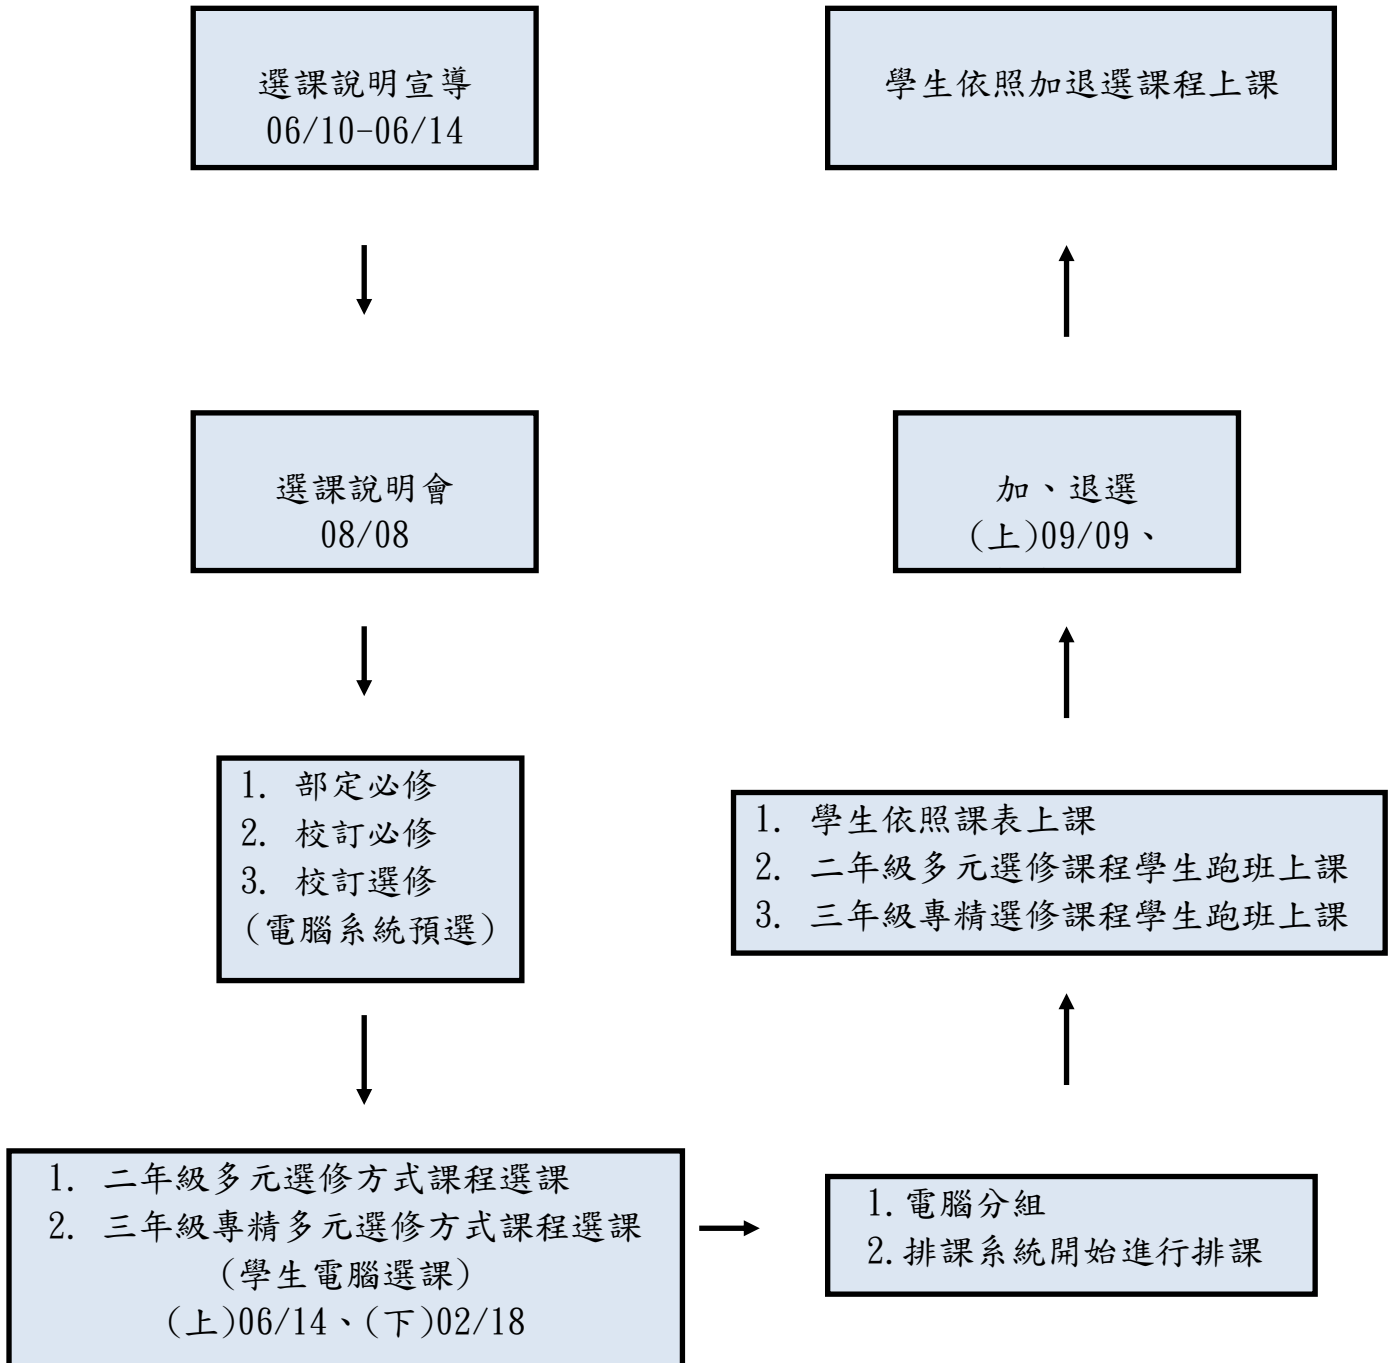 選課說明宣導
06/10-06/14
選課說明會
08/08
1. 部定必修
2. 校訂必修
3. 校訂選修
(電腦系統預選)
1. 二年級多元選修方式課程選課
2. 三年級專精多元選修方式課程選課
(學生電腦選課)
(上)06/14、(下)02/18
1.電腦分組
2.排課系統開始進行排課
1. 學生依照課表上課
2. 二年級多元選修課程學生跑班上課
3. 三年級專精選修課程學生跑班上課
加、退選
(上)09/09、
學生依照加退選課程上課